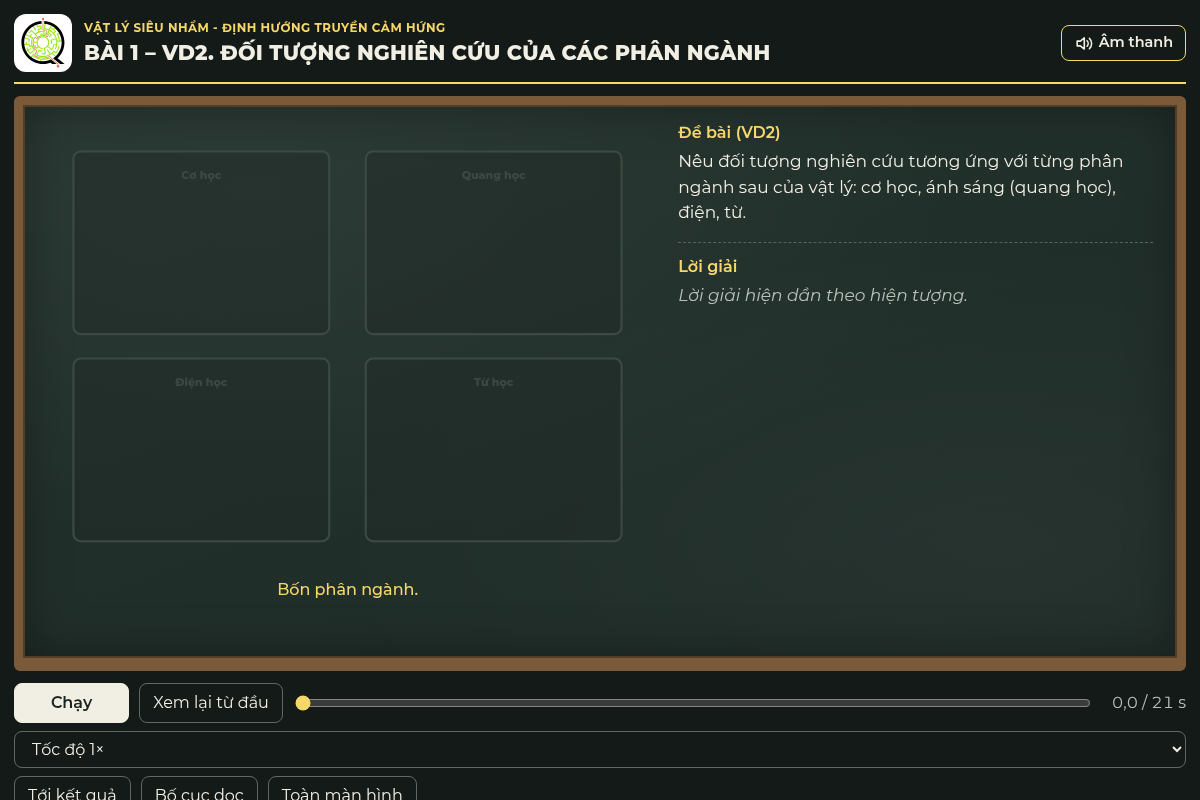 VẬT LÝ SIÊU NHẨM - ĐỊNH HƯỚNG TRUYỀN CẢM HỨNG
BÀI 1 – VD2. ĐỐI TƯỢNG NGHIÊN CỨU CỦA CÁC PHÂN NGÀNH
Âm thanh
Cơ học
Quang học
Điện học
Từ học
Bốn phân ngành.
Đề bài (VD2)
Nêu đối tượng nghiên cứu tương ứng với từng phân
ngành sau của vật lý: cơ học, ánh sáng (quang học),
điện, từ.
Lời giải
Lời giải hiện dần theo hiện tượng.
Chạy
Xem lại từ đầu
0,0 / 21 s
Tốc độ 1×
Tới kết quả
Bố cục dọc
Toàn màn hình